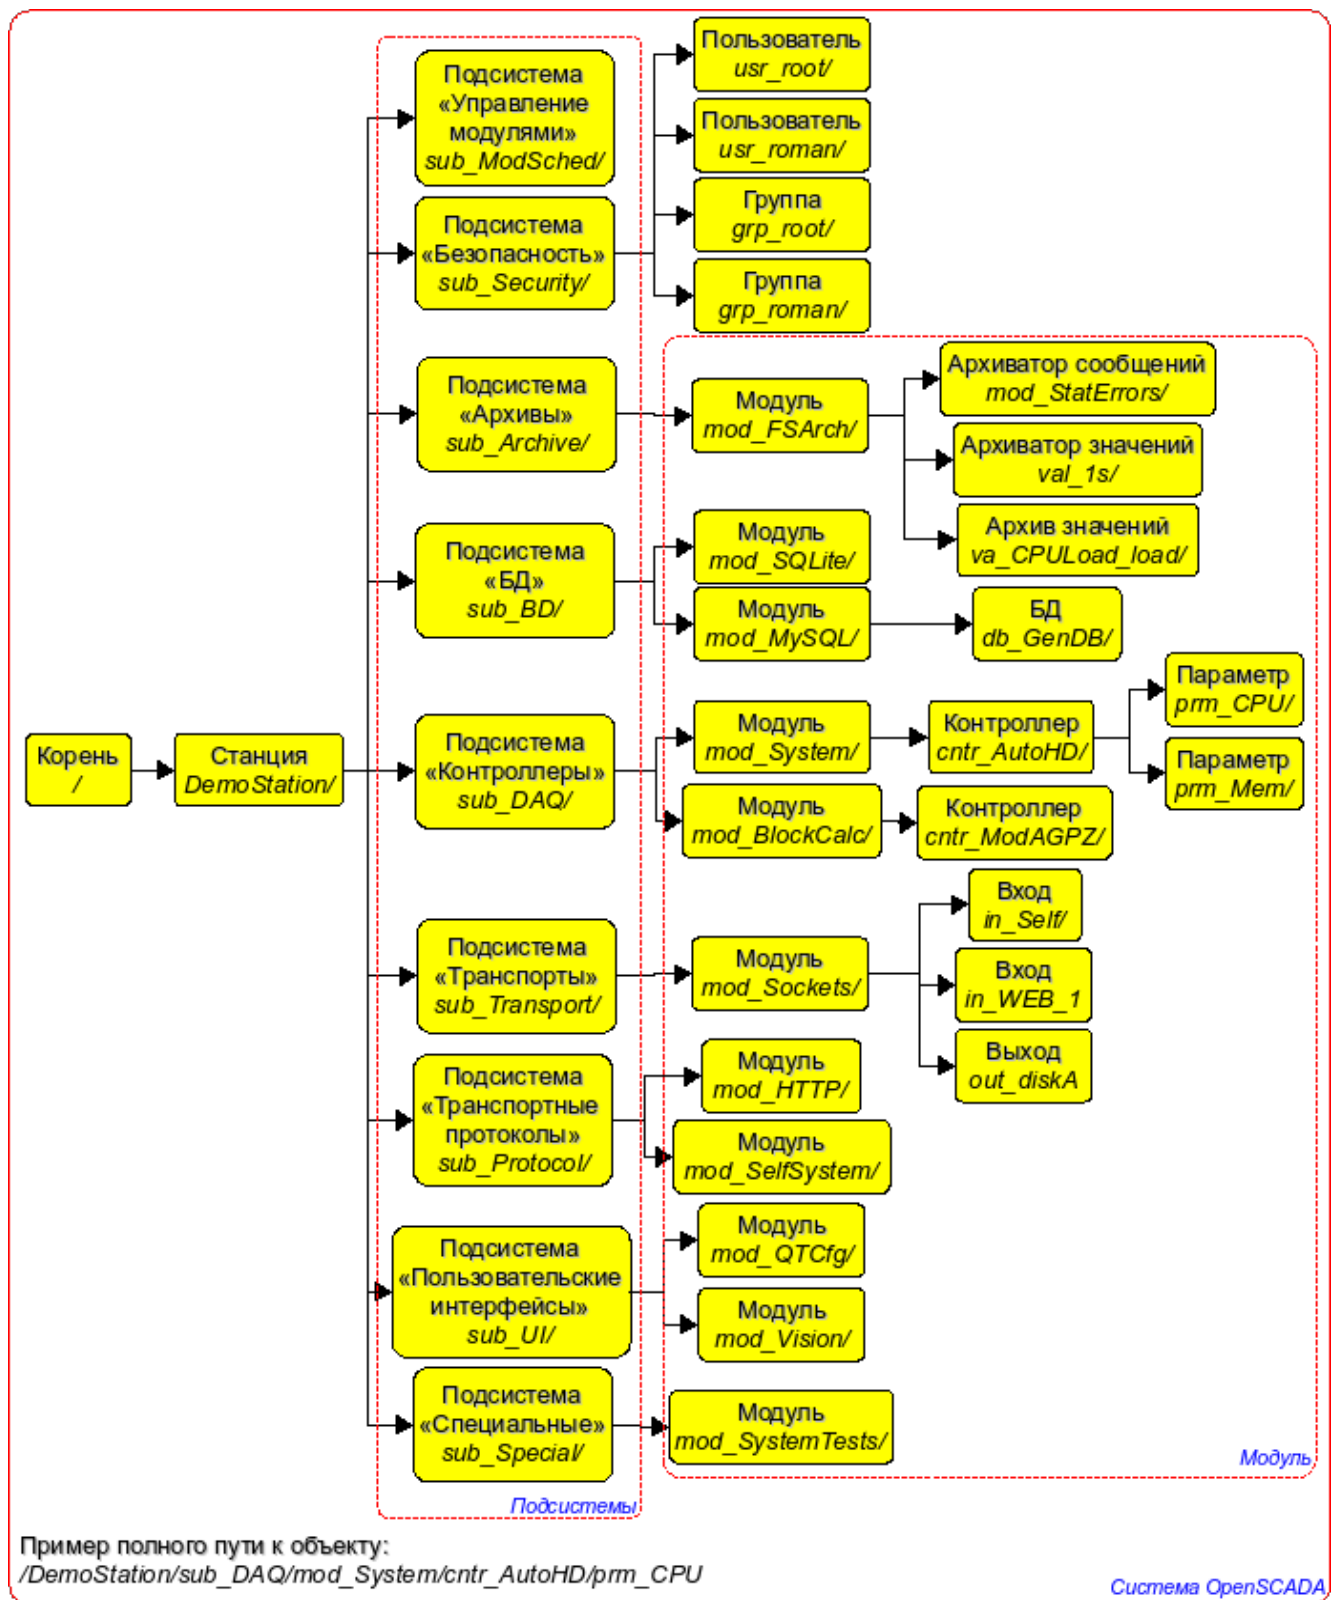 Пользователь
usr_root/
Подсистема
«Управление
модулями»
sub_ModSched/
Пользователь
usr_roman/
Группа
grp_root/
Подсистема
«Безопасность»
sub_Security/
Группа
grp_roman/
Архиватор сообщений
mod_StatErrors/
Подсистема
«Архивы»
sub_Archive/
Модуль
mod_FSArch/
Архиватор значений
val_1s/
Архив значений
va_CPULoad_load/
Подсистема
«БД»
sub_BD/
Модуль
mod_SQLite/
Модуль
mod_MySQL/
БД
db_GenDB/
Параметр
prm_CPU/
Корень
/
Станция
DemoStation/
Подсистема
«Контроллеры»
sub_DAQ/
Модуль
mod_System/
Контроллер
cntr_AutoHD/
Параметр
prm_Mem/
Модуль
mod_BlockCalc/
Контроллер
cntr_ModAGPZ/
Вход
in_Self/
Подсистема
«Транспорты»
sub_Transport/
Модуль
mod_Sockets/
Вход
in_WEB_1
Выход
out_diskA
Подсистема
«Транспортные
протоколы»
sub_Protocol/
Модуль
mod_HTTP/
Модуль
mod_SelfSystem/
Подсистема
«Пользовательские
интерфейсы»
sub_UI/
Модуль
mod_QTCfg/
Модуль
mod_Vision/
Подсистема
«Специальные»
sub_Special/
Модуль
mod_SystemTests/
Модуль
Подсистемы
Пример полного пути к объекту:
/DemoStation/sub_DAQ/mod_System/cntr_AutoHD/prm_CPU
Система OpenSCADA